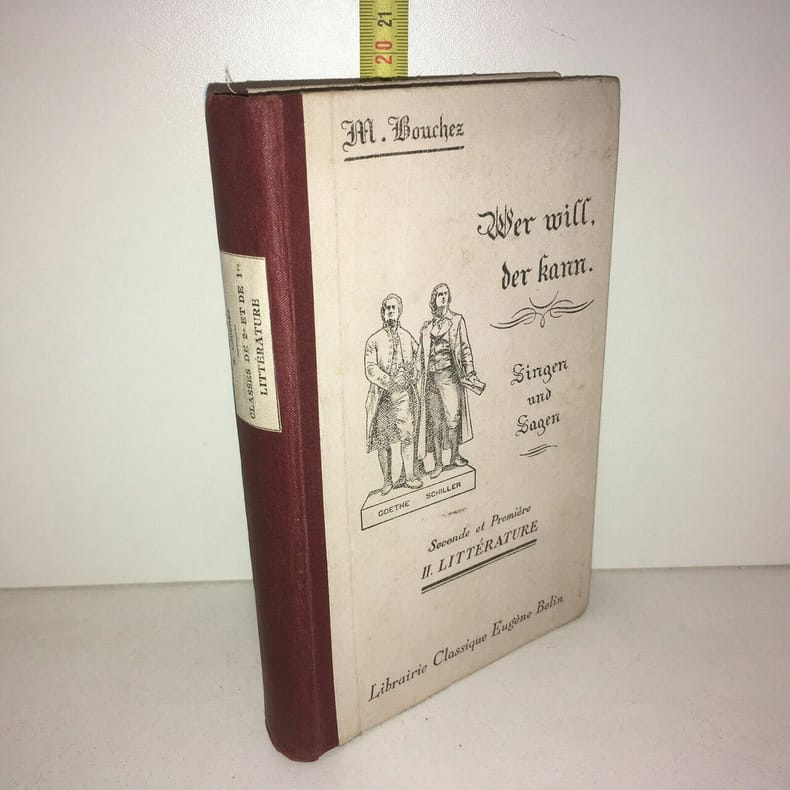 20 21
M. Bouchez
Wer will,
der kann.
Singen
und
Sagen
GOETHE SCHILLER
Seconde et Première
II. LITTÉRATURE
Librairie Classique Eugène Belin
CLASSES DE 2e ET DE 1re
LITTÉRATURE